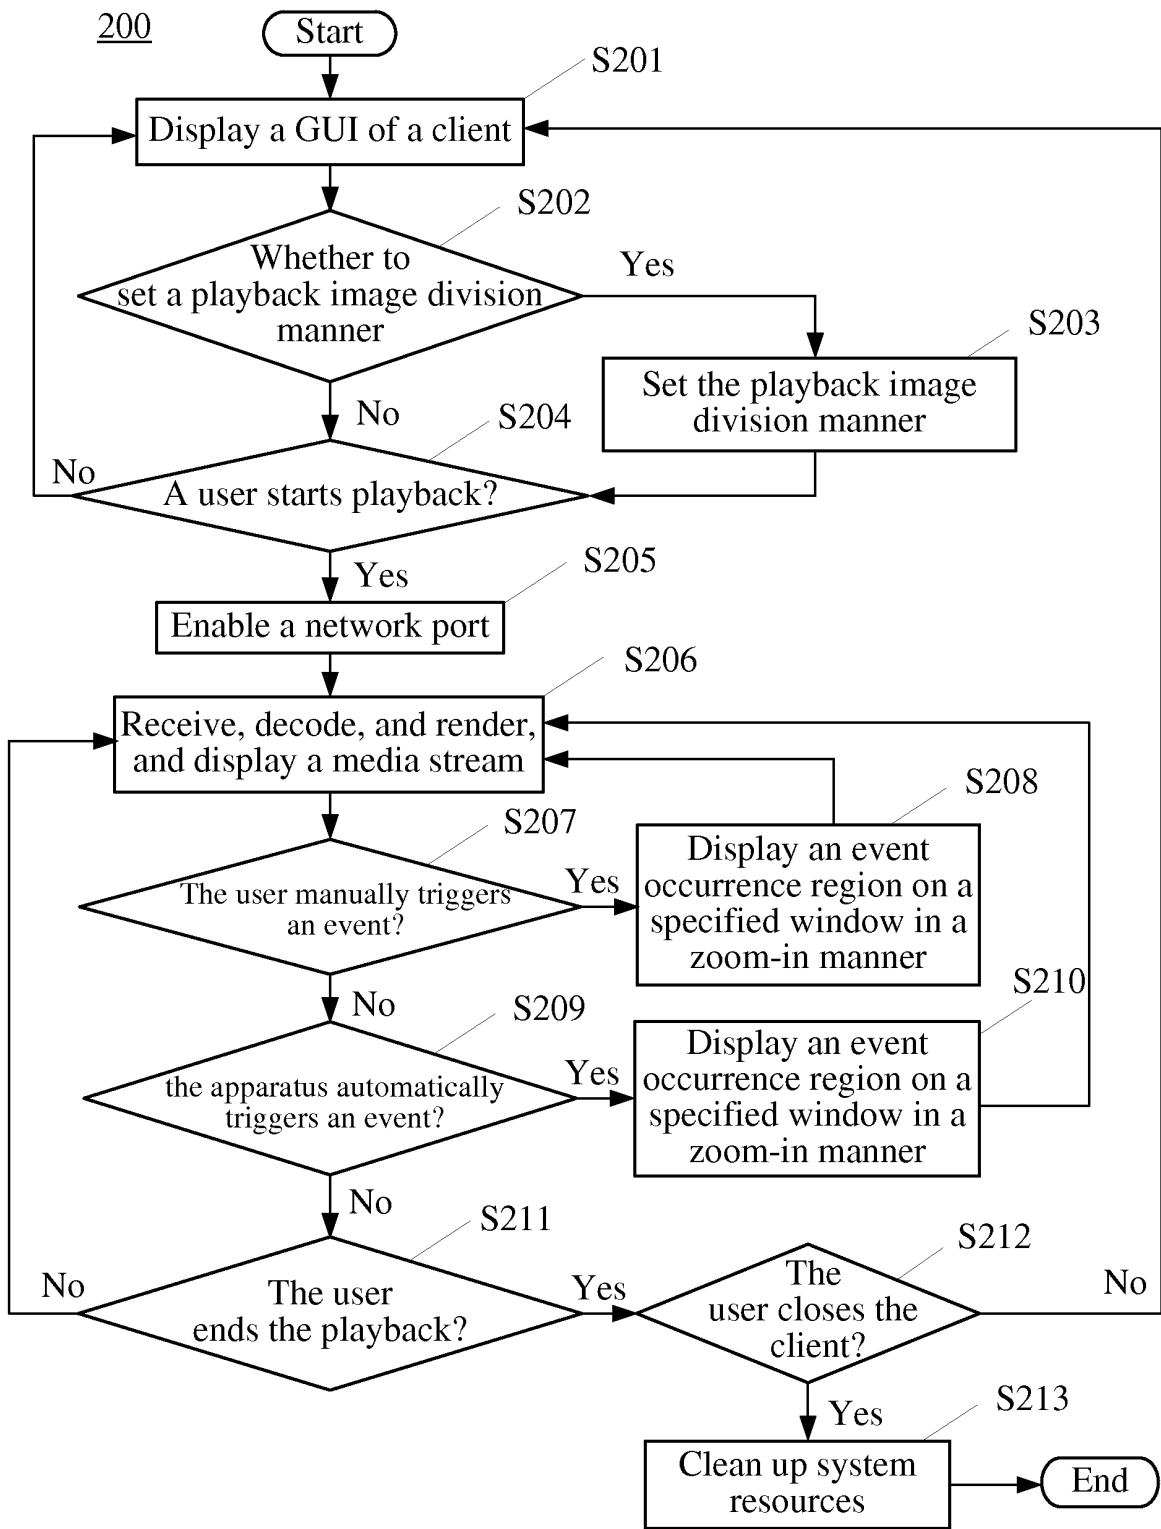 200
Start
S201
Display a GUI of a client
S202
Whether to
set a playback image division
manner
Yes
S203
Set the playback image
division manner
No
S204
No
A user starts playback?
Yes
S205
Enable a network port
S206
Receive, decode, and render,
and display a media stream
S207
S208
The user manually triggers
an event?
Yes
Display an event
occurrence region on a
specified window in a
zoom-in manner
No
S209
S210
the apparatus automatically
triggers an event?
Yes
Display an event
occurrence region on a
specified window in a
zoom-in manner
No
S211
S212
No
The user
ends the playback?
Yes
The
user closes the
client?
No
Yes
S213
Clean up system
resources
End